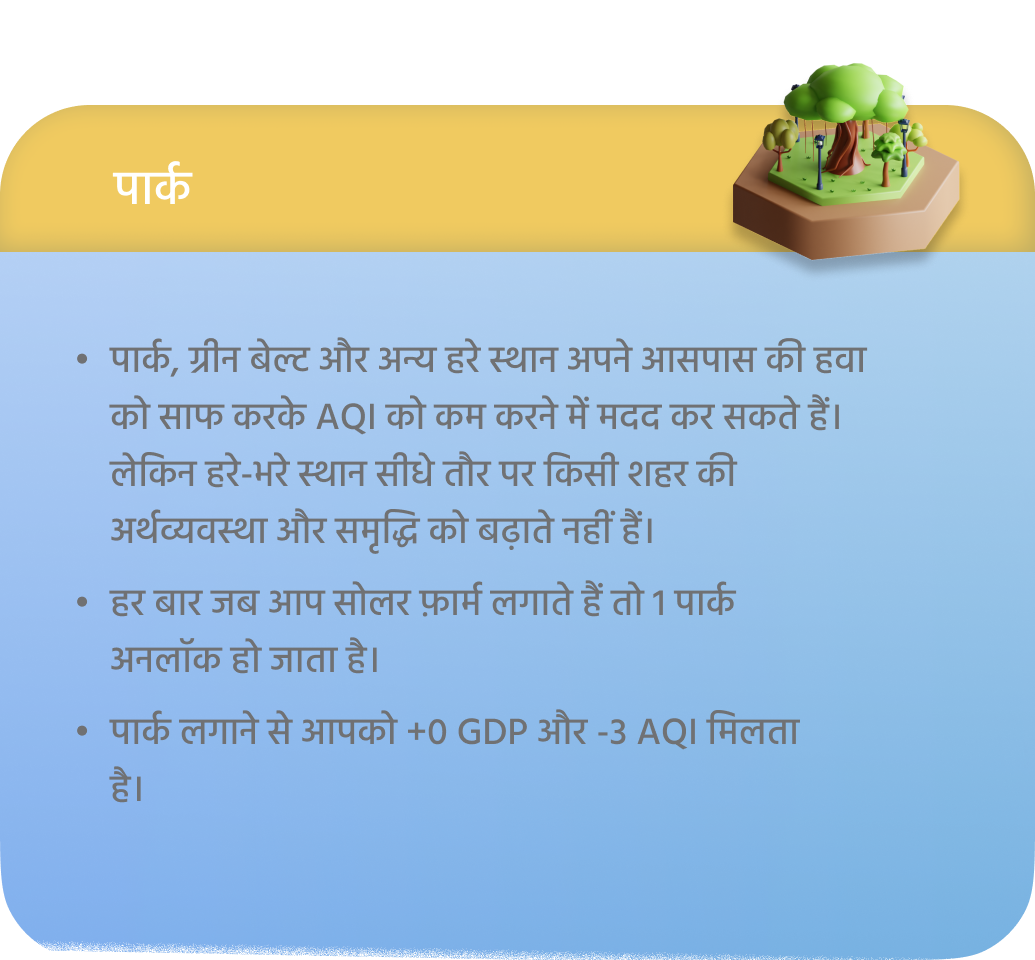 पार्क
• पार्क, ग्रीन बेल्ट और अन्य हरे स्थान अपने आसपास की हवा
को साफ करके AQI को कम करने में मदद कर सकते हैं।
लेकिन हरे-भरे स्थान सीधे तौर पर किसी शहर की
अर्थव्यवस्था और समृद्धि को बढ़ाते नहीं हैं।
• हर बार जब आप सोलर फ़ार्म लगाते हैं तो 1 पार्क
अनलॉक हो जाता है।
• पार्क लगाने से आपको +0 GDP और -3 AQI मिलता
है।